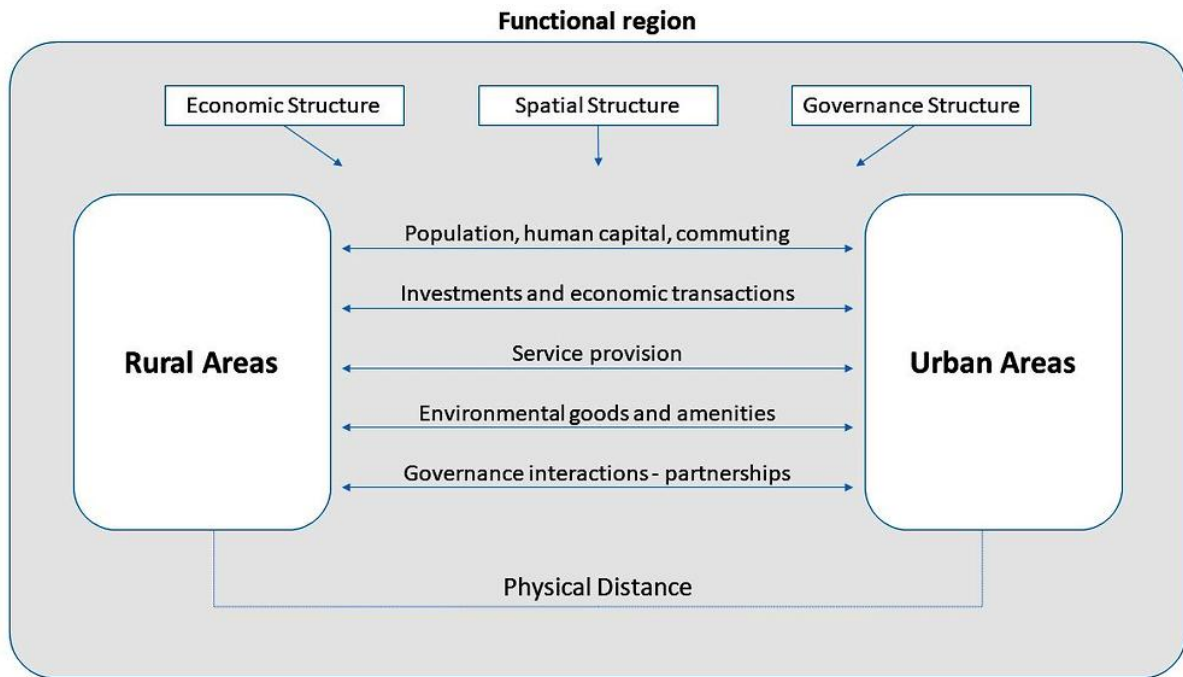 Functional region
Economic Structure
Spatial Structure
Governance Structure
Population, human capital, commuting
Investments and economic transactions
Rural Areas
Service provision
Urban Areas
Environmental goods and amenities
Governance interactions - partnerships
Physical Distance